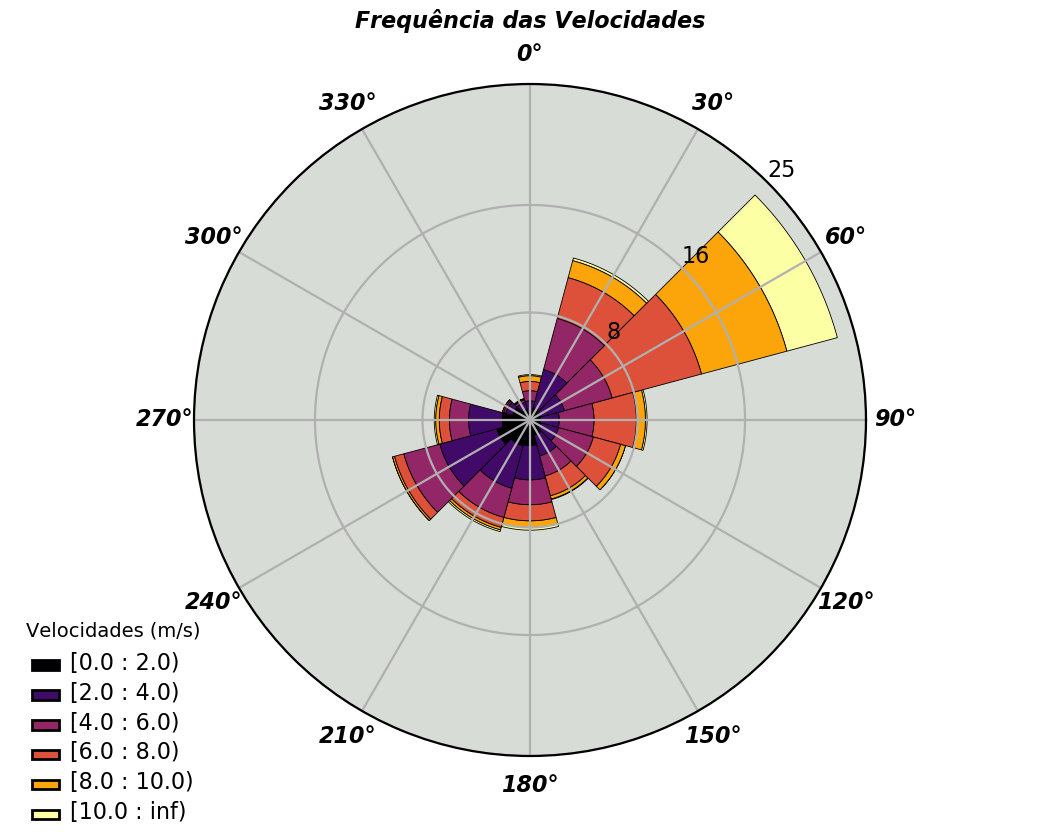 Frequência das Velocidades
0°
330°
30°
25
300°
60°
16
8
270°
90°
240°
120°
210°
150°
180°
Velocidades (m/s)
[0.0 : 2.0)
[2.0 : 4.0)
[4.0 : 6.0)
[6.0 : 8.0)
[8.0 : 10.0)
[10.0 : inf)